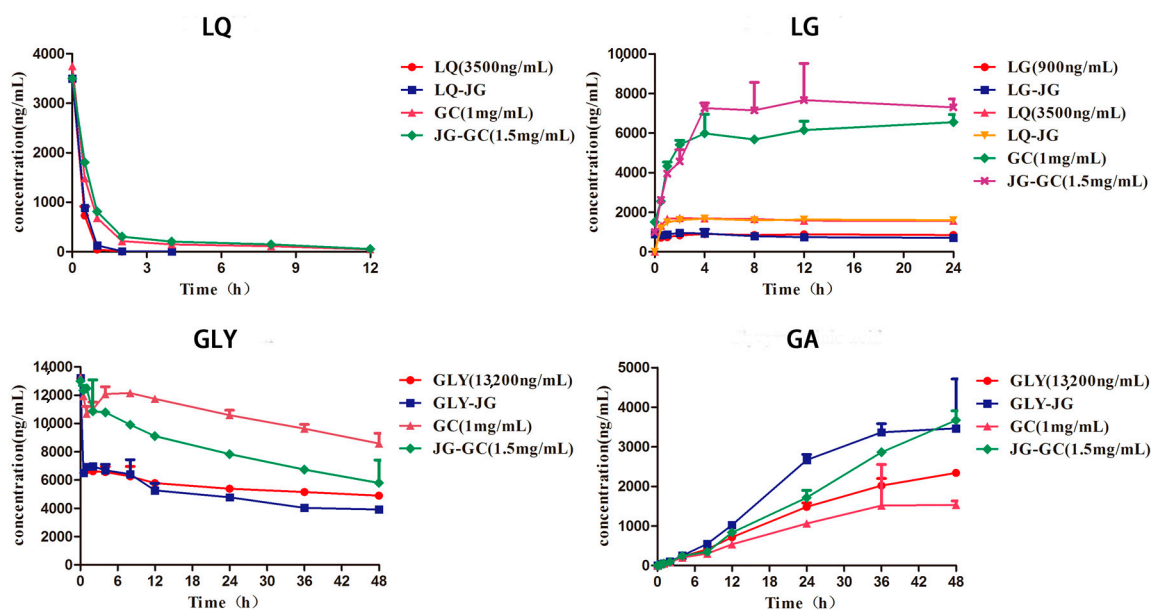 LQ
concentration(ng/mL)
4000
3000
2000
1000
0
0 3 6 9 12
Time (h)
LQ(3500ng/mL)
LQ-JG
GC(1mg/mL)
JG-GC(1.5mg/mL)
LG
concentration(ng/mL)
10000
8000
6000
4000
2000
0
0 4 8 12 16 20 24
Time (h)
LG(900ng/mL)
LG-JG
LQ(3500ng/mL)
LQ-JG
GC(1mg/mL)
JG-GC(1.5mg/mL)
GLY
concentration(ng/mL)
14000
12000
10000
8000
6000
4000
2000
0
0 6 12 18 24 30 36 42 48
Time (h)
GLY(13200ng/mL)
GLY-JG
GC(1mg/mL)
JG-GC(1.5mg/mL)
GA
concentration(ng/mL)
5000
4000
3000
2000
1000
0
0 6 12 18 24 30 36 42 48
Time (h)
GLY(13200ng/mL)
GLY-JG
GC(1mg/mL)
JG-GC(1.5mg/mL)